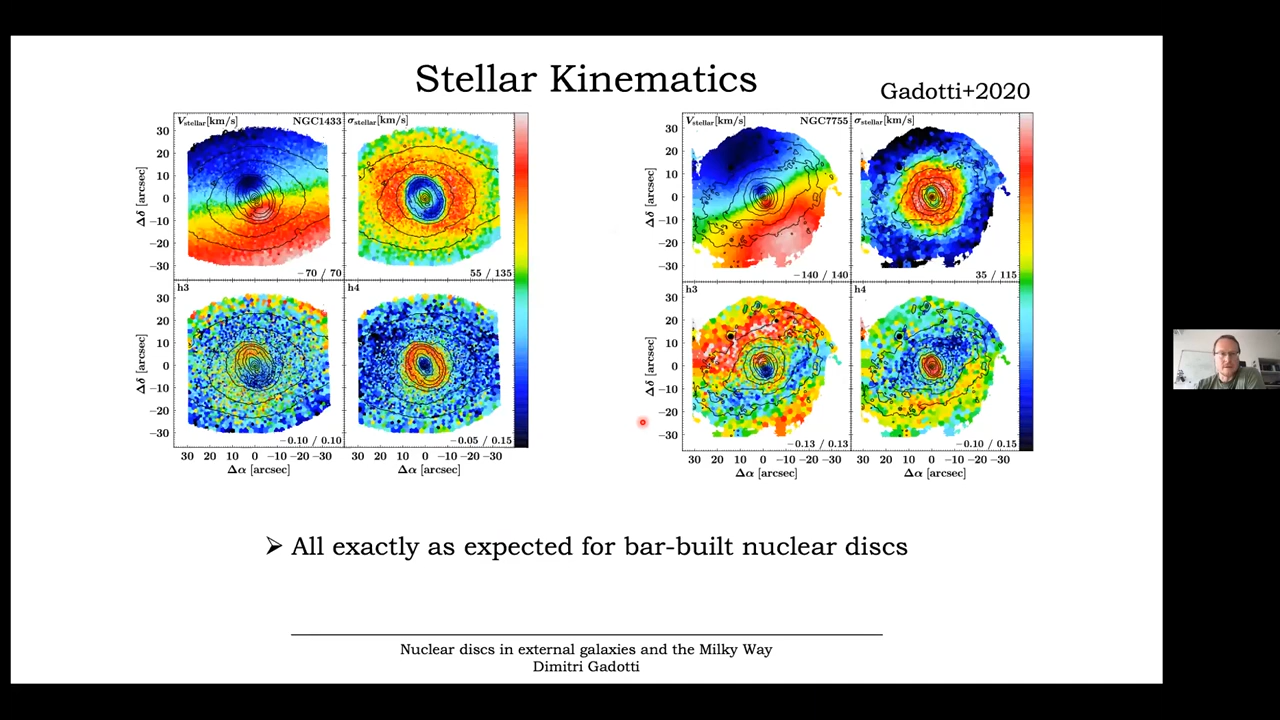 Stellar Kinematics
Gadotti+2020
V_stellar[km/s] NGC1433 σ_stellar[km/s]
30
20
10
0
−10
−20
−30
Δδ [arcsec]
−70 / 70 55 / 135
h3 h4
30
20
10
0
−10
−20
−30
Δδ [arcsec]
−0.10 / 0.10 −0.05 / 0.15
30 20 10 0 −10 −20 −30 30 20 10 0 −10 −20 −30
Δα [arcsec] Δα [arcsec]
V_stellar[km/s] NGC7755 σ_stellar[km/s]
30
20
10
0
−10
−20
−30
Δδ [arcsec]
−140 / 140 35 / 115
h3 h4
30
20
10
0
−10
−20
−30
Δδ [arcsec]
−0.13 / 0.13 −0.10 / 0.15
30 20 10 0 −10 −20 −30 30 20 10 0 −10 −20 −30
Δα [arcsec] Δα [arcsec]
➢ All exactly as expected for bar-built nuclear discs
Nuclear discs in external galaxies and the Milky Way
Dimitri Gadotti